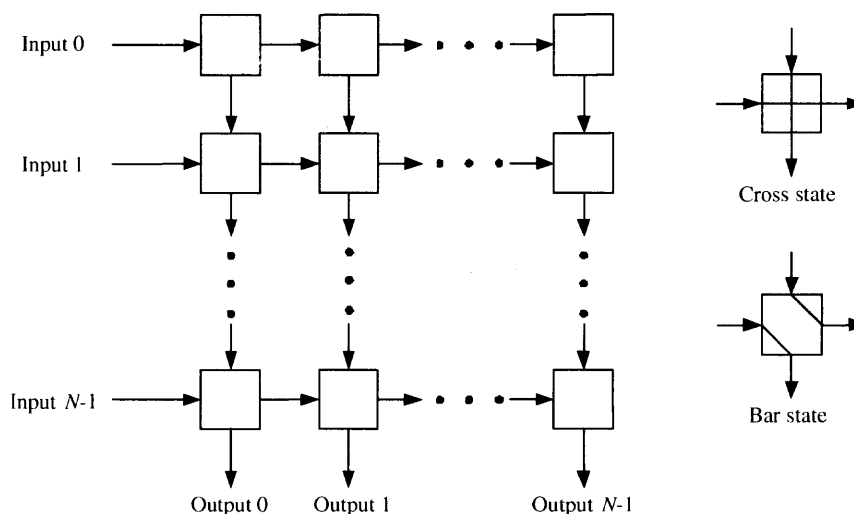 Input 0
Input 1
Input N-1
Output 0
Output 1
Output N-1
Cross state
Bar state